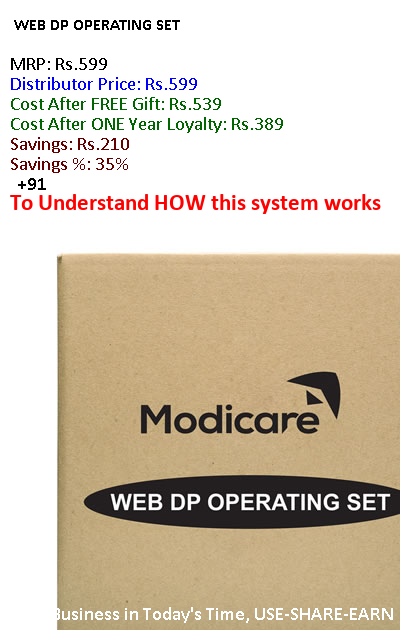 WEB DP OPERATING SET
MRP: Rs.599
Distributor Price: Rs.599
Cost After FREE Gift: Rs.539
Cost After ONE Year Loyalty: Rs.389
Savings: Rs.210
Savings %: 35%
+91
To Understand HOW this system works
Modicare
WEB DP OPERATING SET
Business in Today's Time, USE-SHARE-EARN